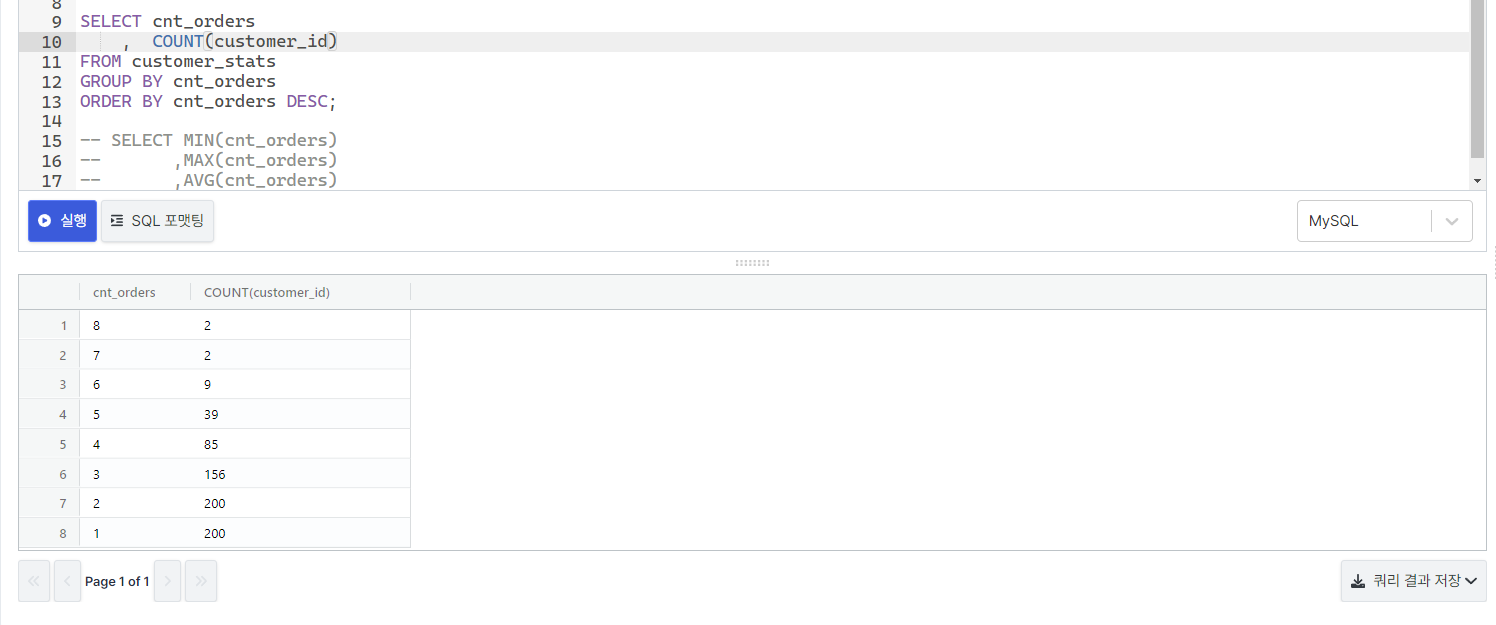 8
9 SELECT cnt_orders
10 , COUNT(customer_id)
11 FROM customer_stats
12 GROUP BY cnt_orders
13 ORDER BY cnt_orders DESC;
14
15 -- SELECT MIN(cnt_orders)
16 -- ,MAX(cnt_orders)
17 -- ,AVG(cnt_orders)
실행 SQL 포맷팅 MySQL
cnt_orders COUNT(customer_id)
1 8 2
2 7 2
3 6 9
4 5 39
5 4 85
6 3 156
7 2 200
8 1 200
Page 1 of 1 쿼리 결과 저장